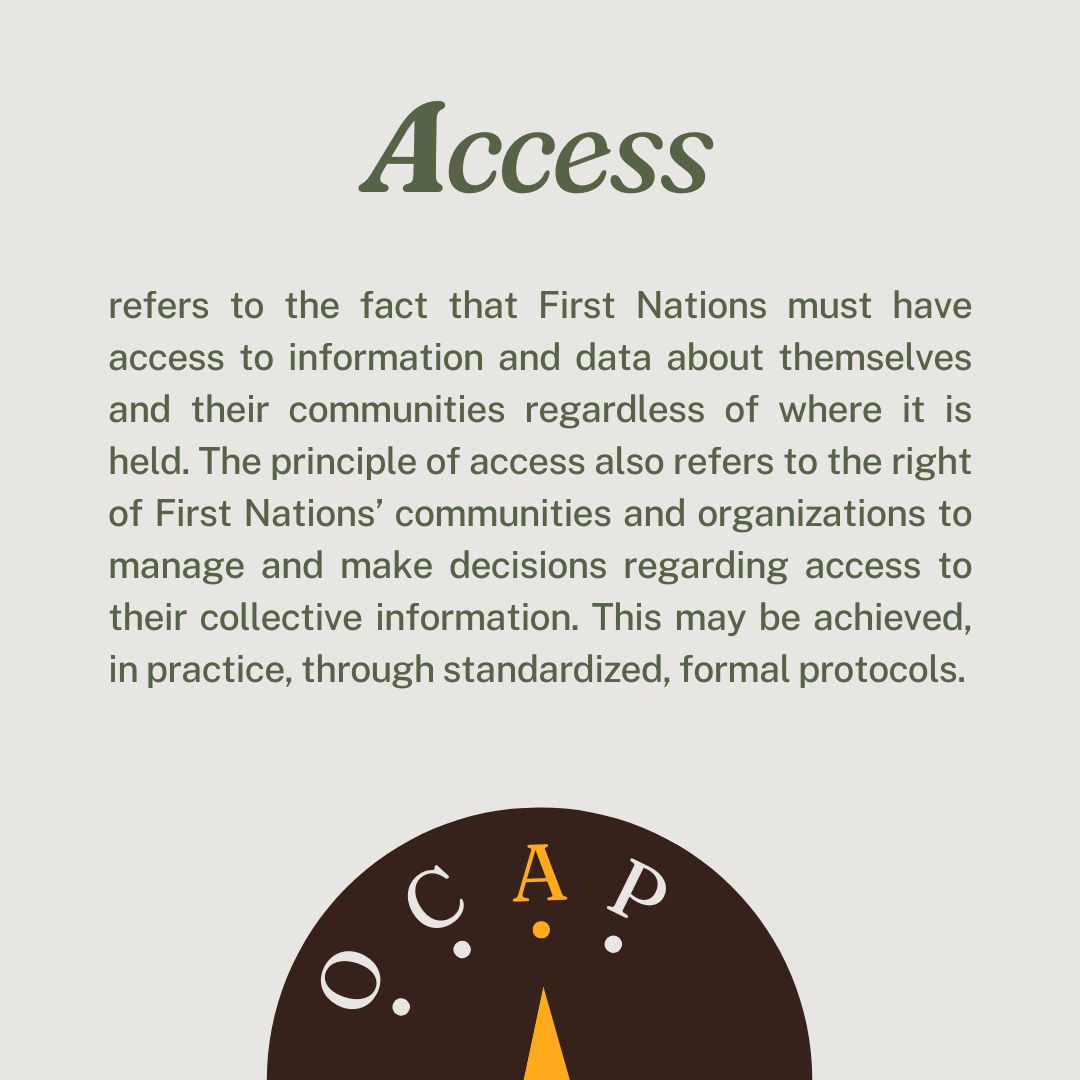 Access
refers to the fact that First Nations must have
access to information and data about themselves
and their communities regardless of where it is
held. The principle of access also refers to the right
of First Nations’ communities and organizations to
manage and make decisions regarding access to
their collective information. This may be achieved,
in practice, through standardized, formal protocols.
O C A P